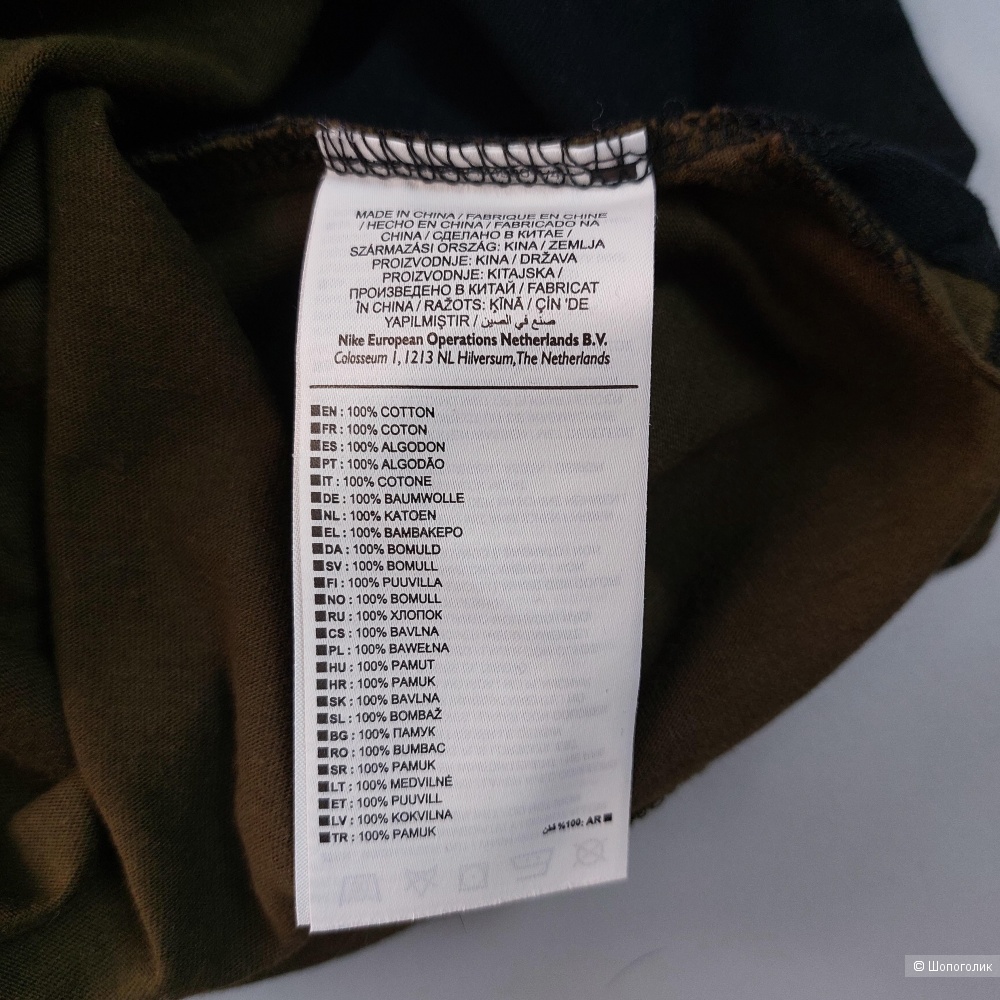 MADE IN CHINA / FABRIQUE EN CHINE
/ HECHO EN CHINA / FABRICADO NA
CHINA / СДЕЛАНО В КИТАЕ /
SZÁRMAZÁSI ORSZÁG: KINA / ZEMLJA
PROIZVODNJE: KINA / DRŽAVA
PROIZVODNJE: KITAJSKA /
ПРОИЗВЕДЕНО В КИТАЙ / FABRICAT
ÎN CHINA / RAŽOTS: ĶĪNĀ / ÇİN 'DE
YAPILMIŞTIR / صنع في الصين
Nike European Operations Netherlands B.V.
Colosseum 1, 1213 NL Hilversum, The Netherlands
EN : 100% COTTON
FR : 100% COTON
ES : 100% ALGODON
PT : 100% ALGODÃO
IT : 100% COTONE
DE : 100% BAUMWOLLE
NL : 100% KATOEN
EL : 100% ΒΑΜΒΑΚΕΡΟ
DA : 100% BOMULD
SV : 100% BOMULL
FI : 100% PUUVILLA
NO : 100% BOMULL
RU : 100% ХЛОПОК
CS : 100% BAVLNA
PL : 100% BAWEŁNA
HU : 100% PAMUT
HR : 100% PAMUK
SK : 100% BAVLNA
SL : 100% BOMBAŽ
BG : 100% ПАМУК
RO : 100% BUMBAC
SR : 100% PAMUK
LT : 100% MEDVILNĖ
ET : 100% PUUVILL
LV : 100% KOKVILNA
TR : 100% PAMUK
AR :100% قطن
© Шопоголик